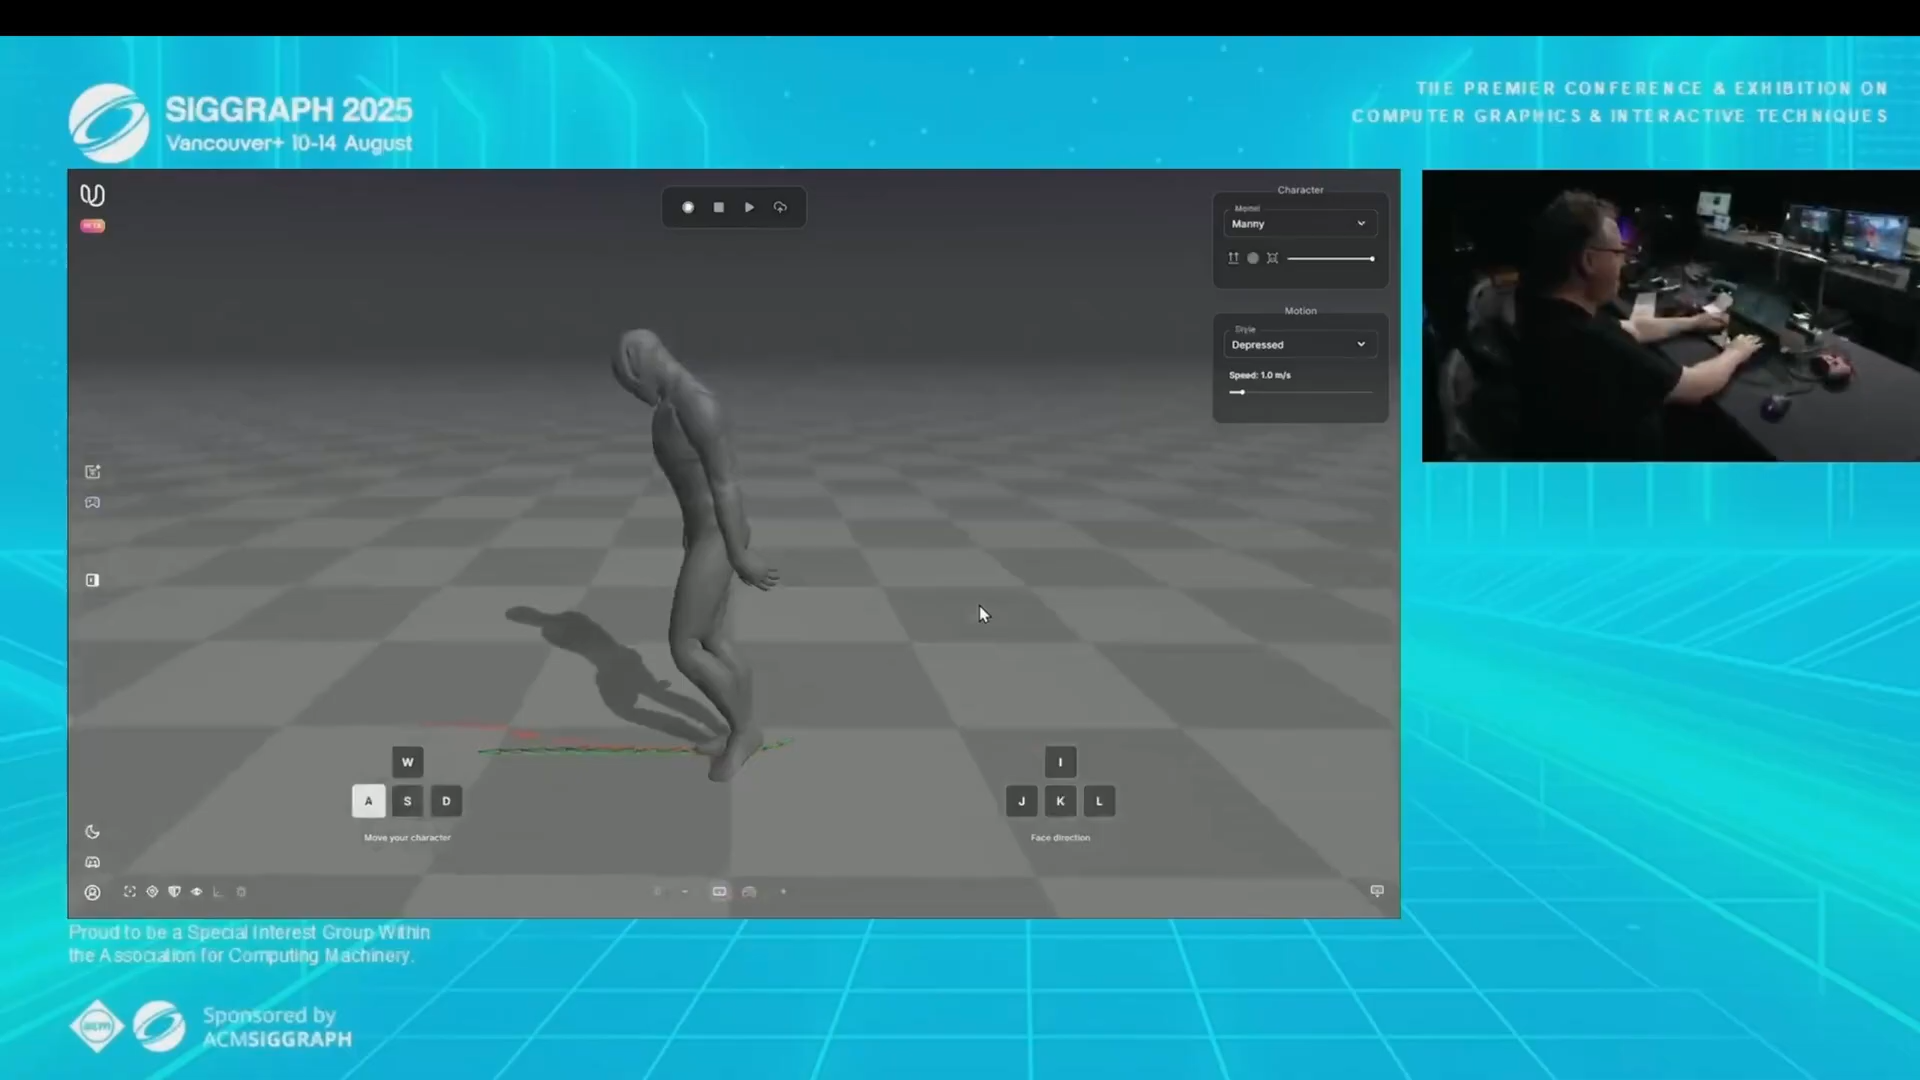 SIGGRAPH 2025
Vancouver+ 10-14 August
THE PREMIER CONFERENCE & EXHIBITION ON
COMPUTER GRAPHICS & INTERACTIVE TECHNIQUES
Character
Model
Manny
Motion
Style
Depressed
Speed: 1.0 m/s
W
A S D
Move your character
I
J K L
Face direction
Proud to be a Special Interest Group Within
the Association for Computing Machinery.
Sponsored by
ACMSIGGRAPH